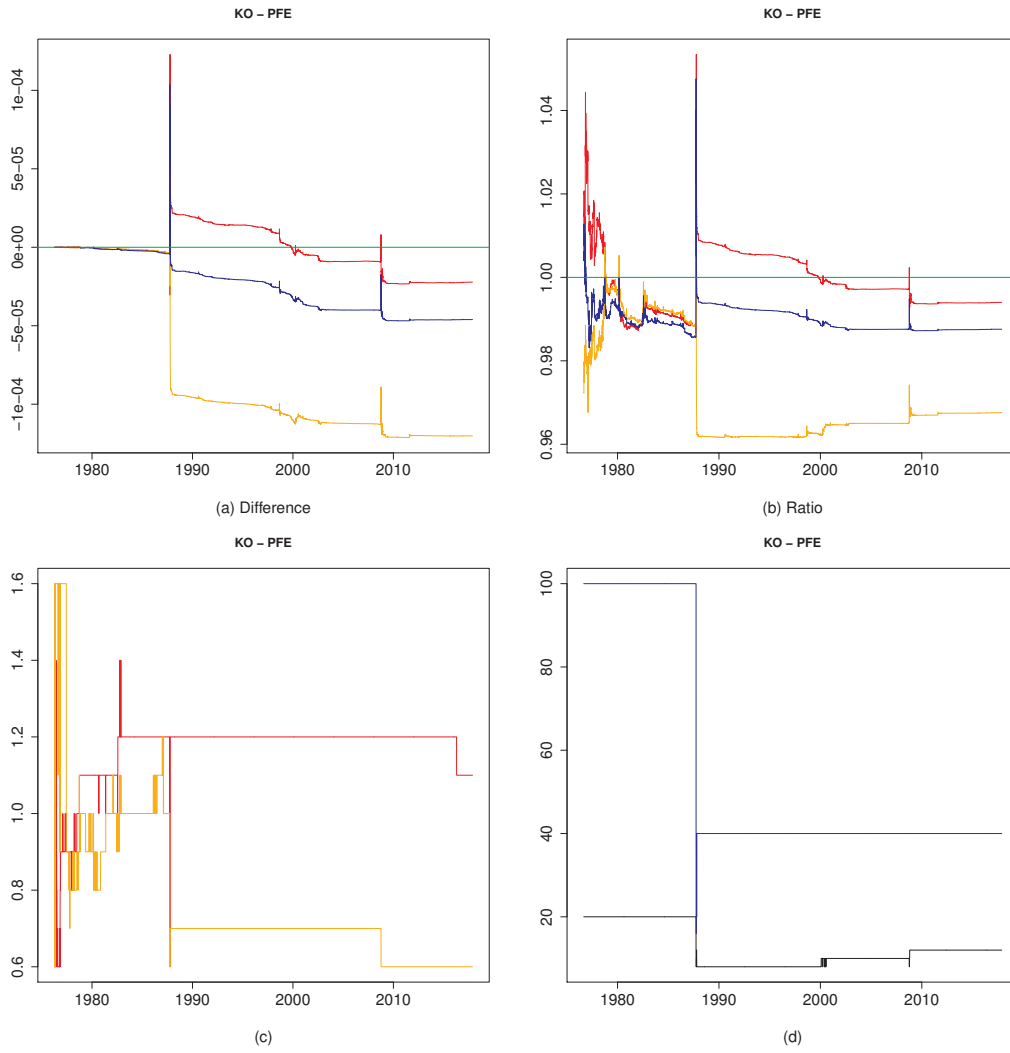 KO − PFE
1e−04
5e−05
0e+00
−5e−05
−1e−04
1980 1990 2000 2010
(a) Difference
KO − PFE
1.04
1.02
1.00
0.98
0.96
1980 1990 2000 2010
(b) Ratio
KO − PFE
1.6
1.4
1.2
1.0
0.8
0.6
1980 1990 2000 2010
(c)
KO − PFE
100
80
60
40
20
1980 1990 2000 2010
(d)